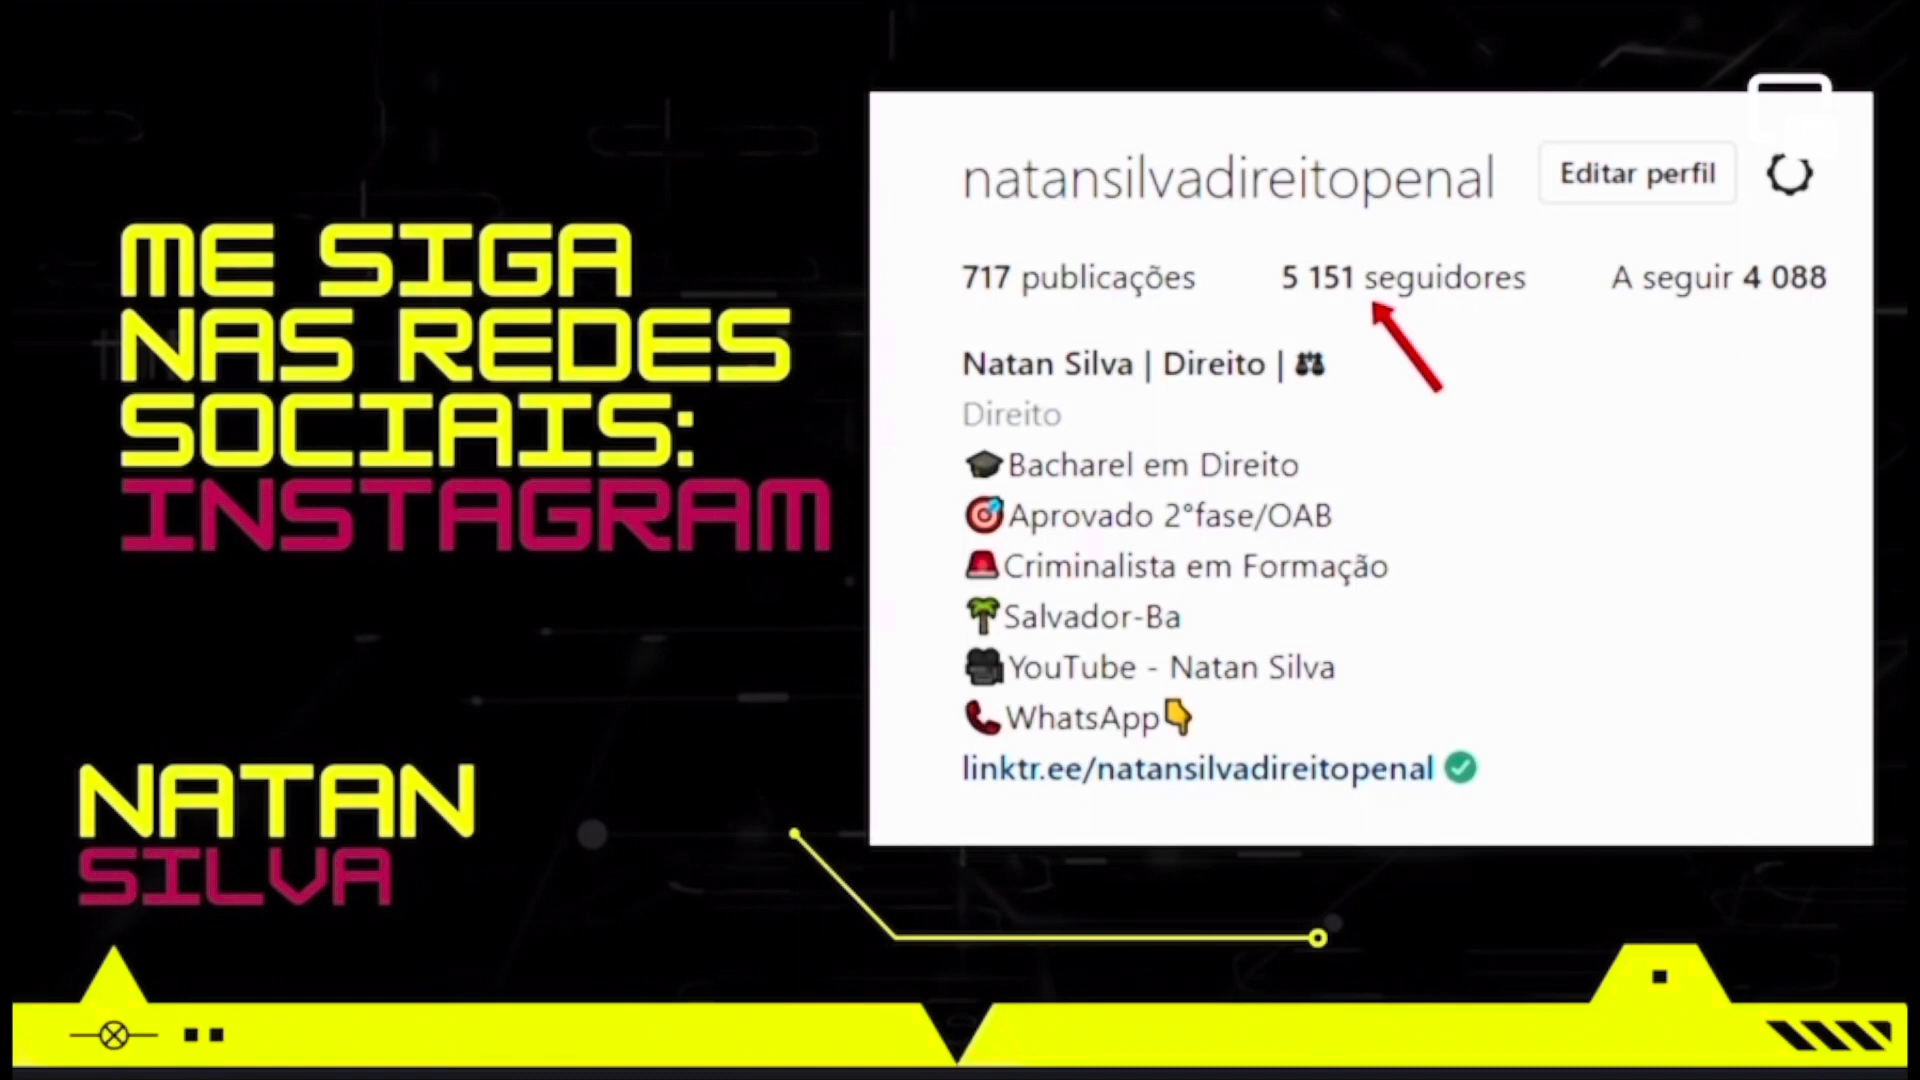 ME SIGA
NAS REDES
SOCIAIS:
INSTAGRAM
NATAN
SILVA
natansilvadireitopenal Editar perfil
717 publicações 5 151 seguidores A seguir 4 088
Natan Silva | Direito | ⚖
Direito
🎓Bacharel em Direito
🎯Aprovado 2°fase/OAB
🚨Criminalista em Formação
🌴Salvador-Ba
🎥YouTube - Natan Silva
📞WhatsApp👇
linktr.ee/natansilvadireitopenal